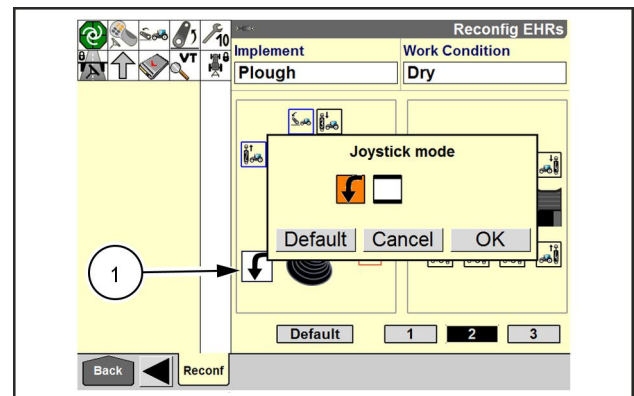 10
Reconfig EHRs
VT
Implement
Work Condition
Plough
Dry
Joystick mode
Default
Cancel
OK
1
Default
1
2
3
Back
Reconf